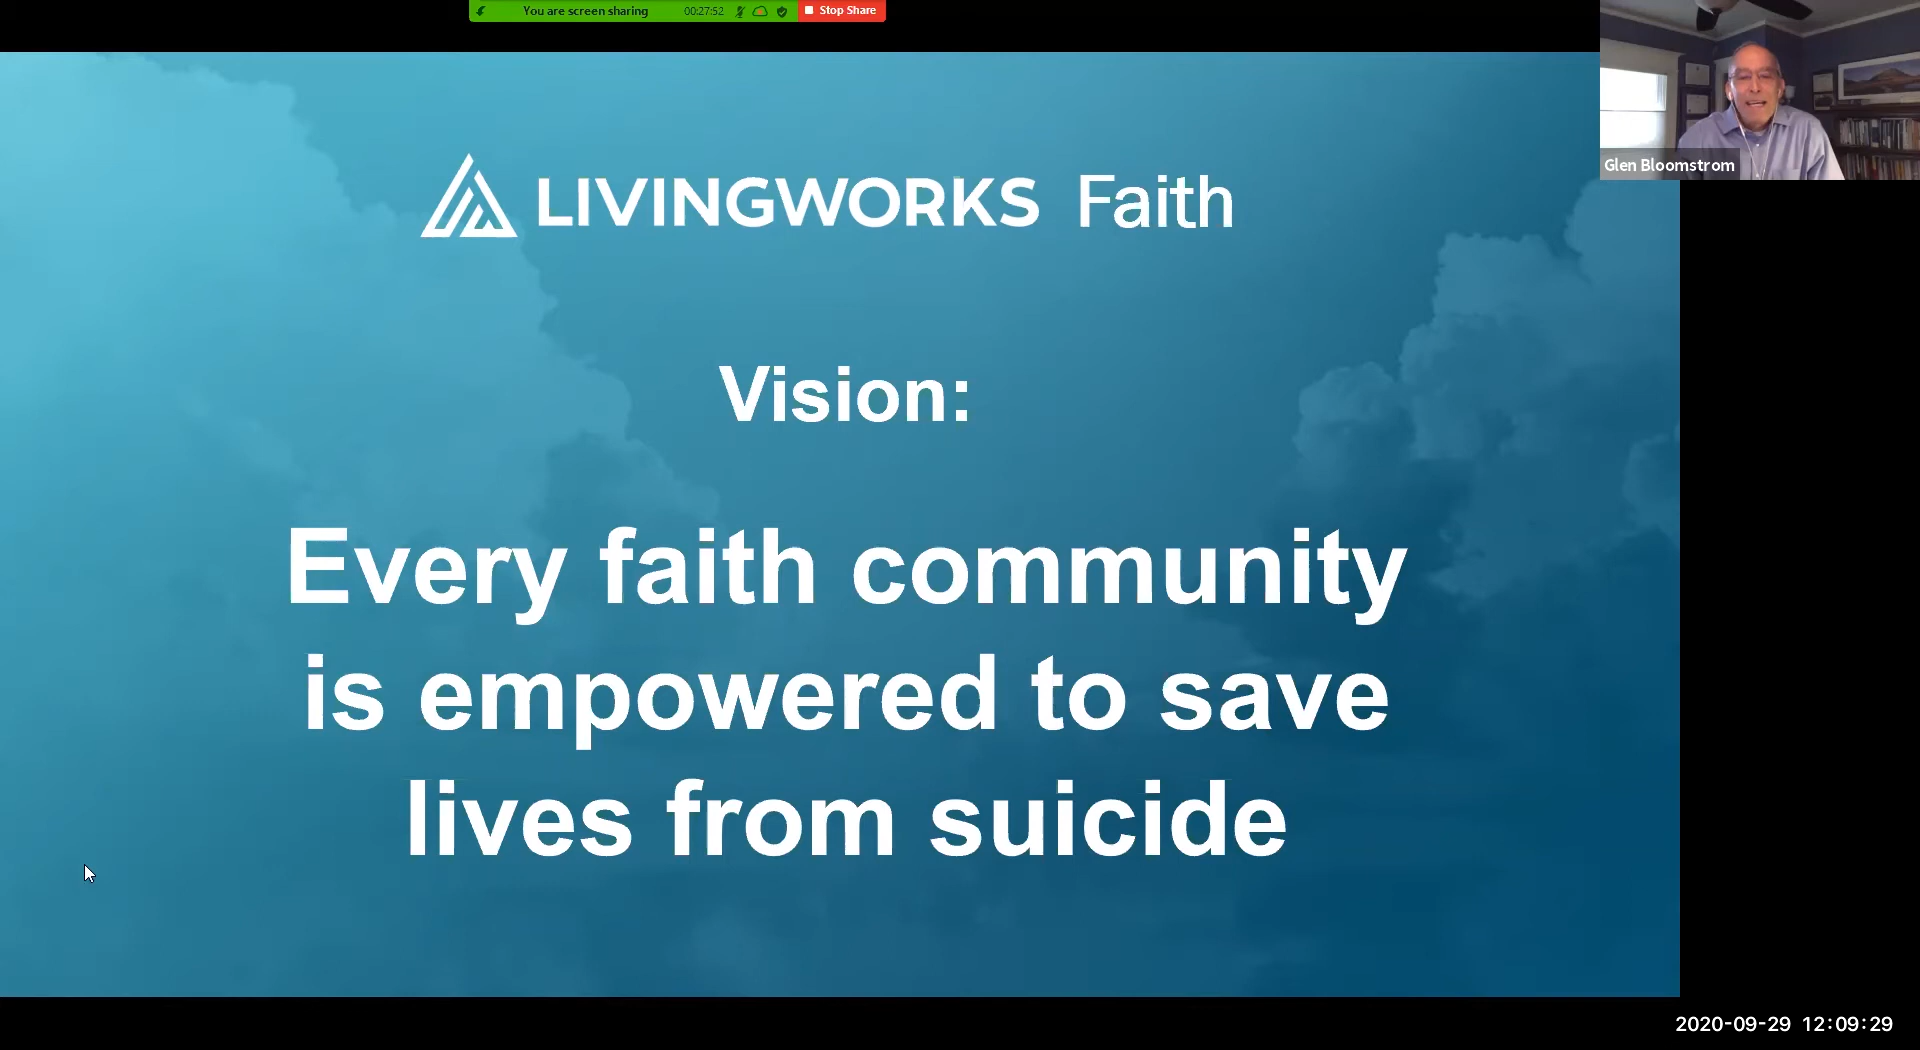 You are screen sharing 00:27:52 Stop Share
Glen Bloomstrom
LIVINGWORKS Faith
Vision:
Every faith community
is empowered to save
lives from suicide
2020-09-29 12:09:29